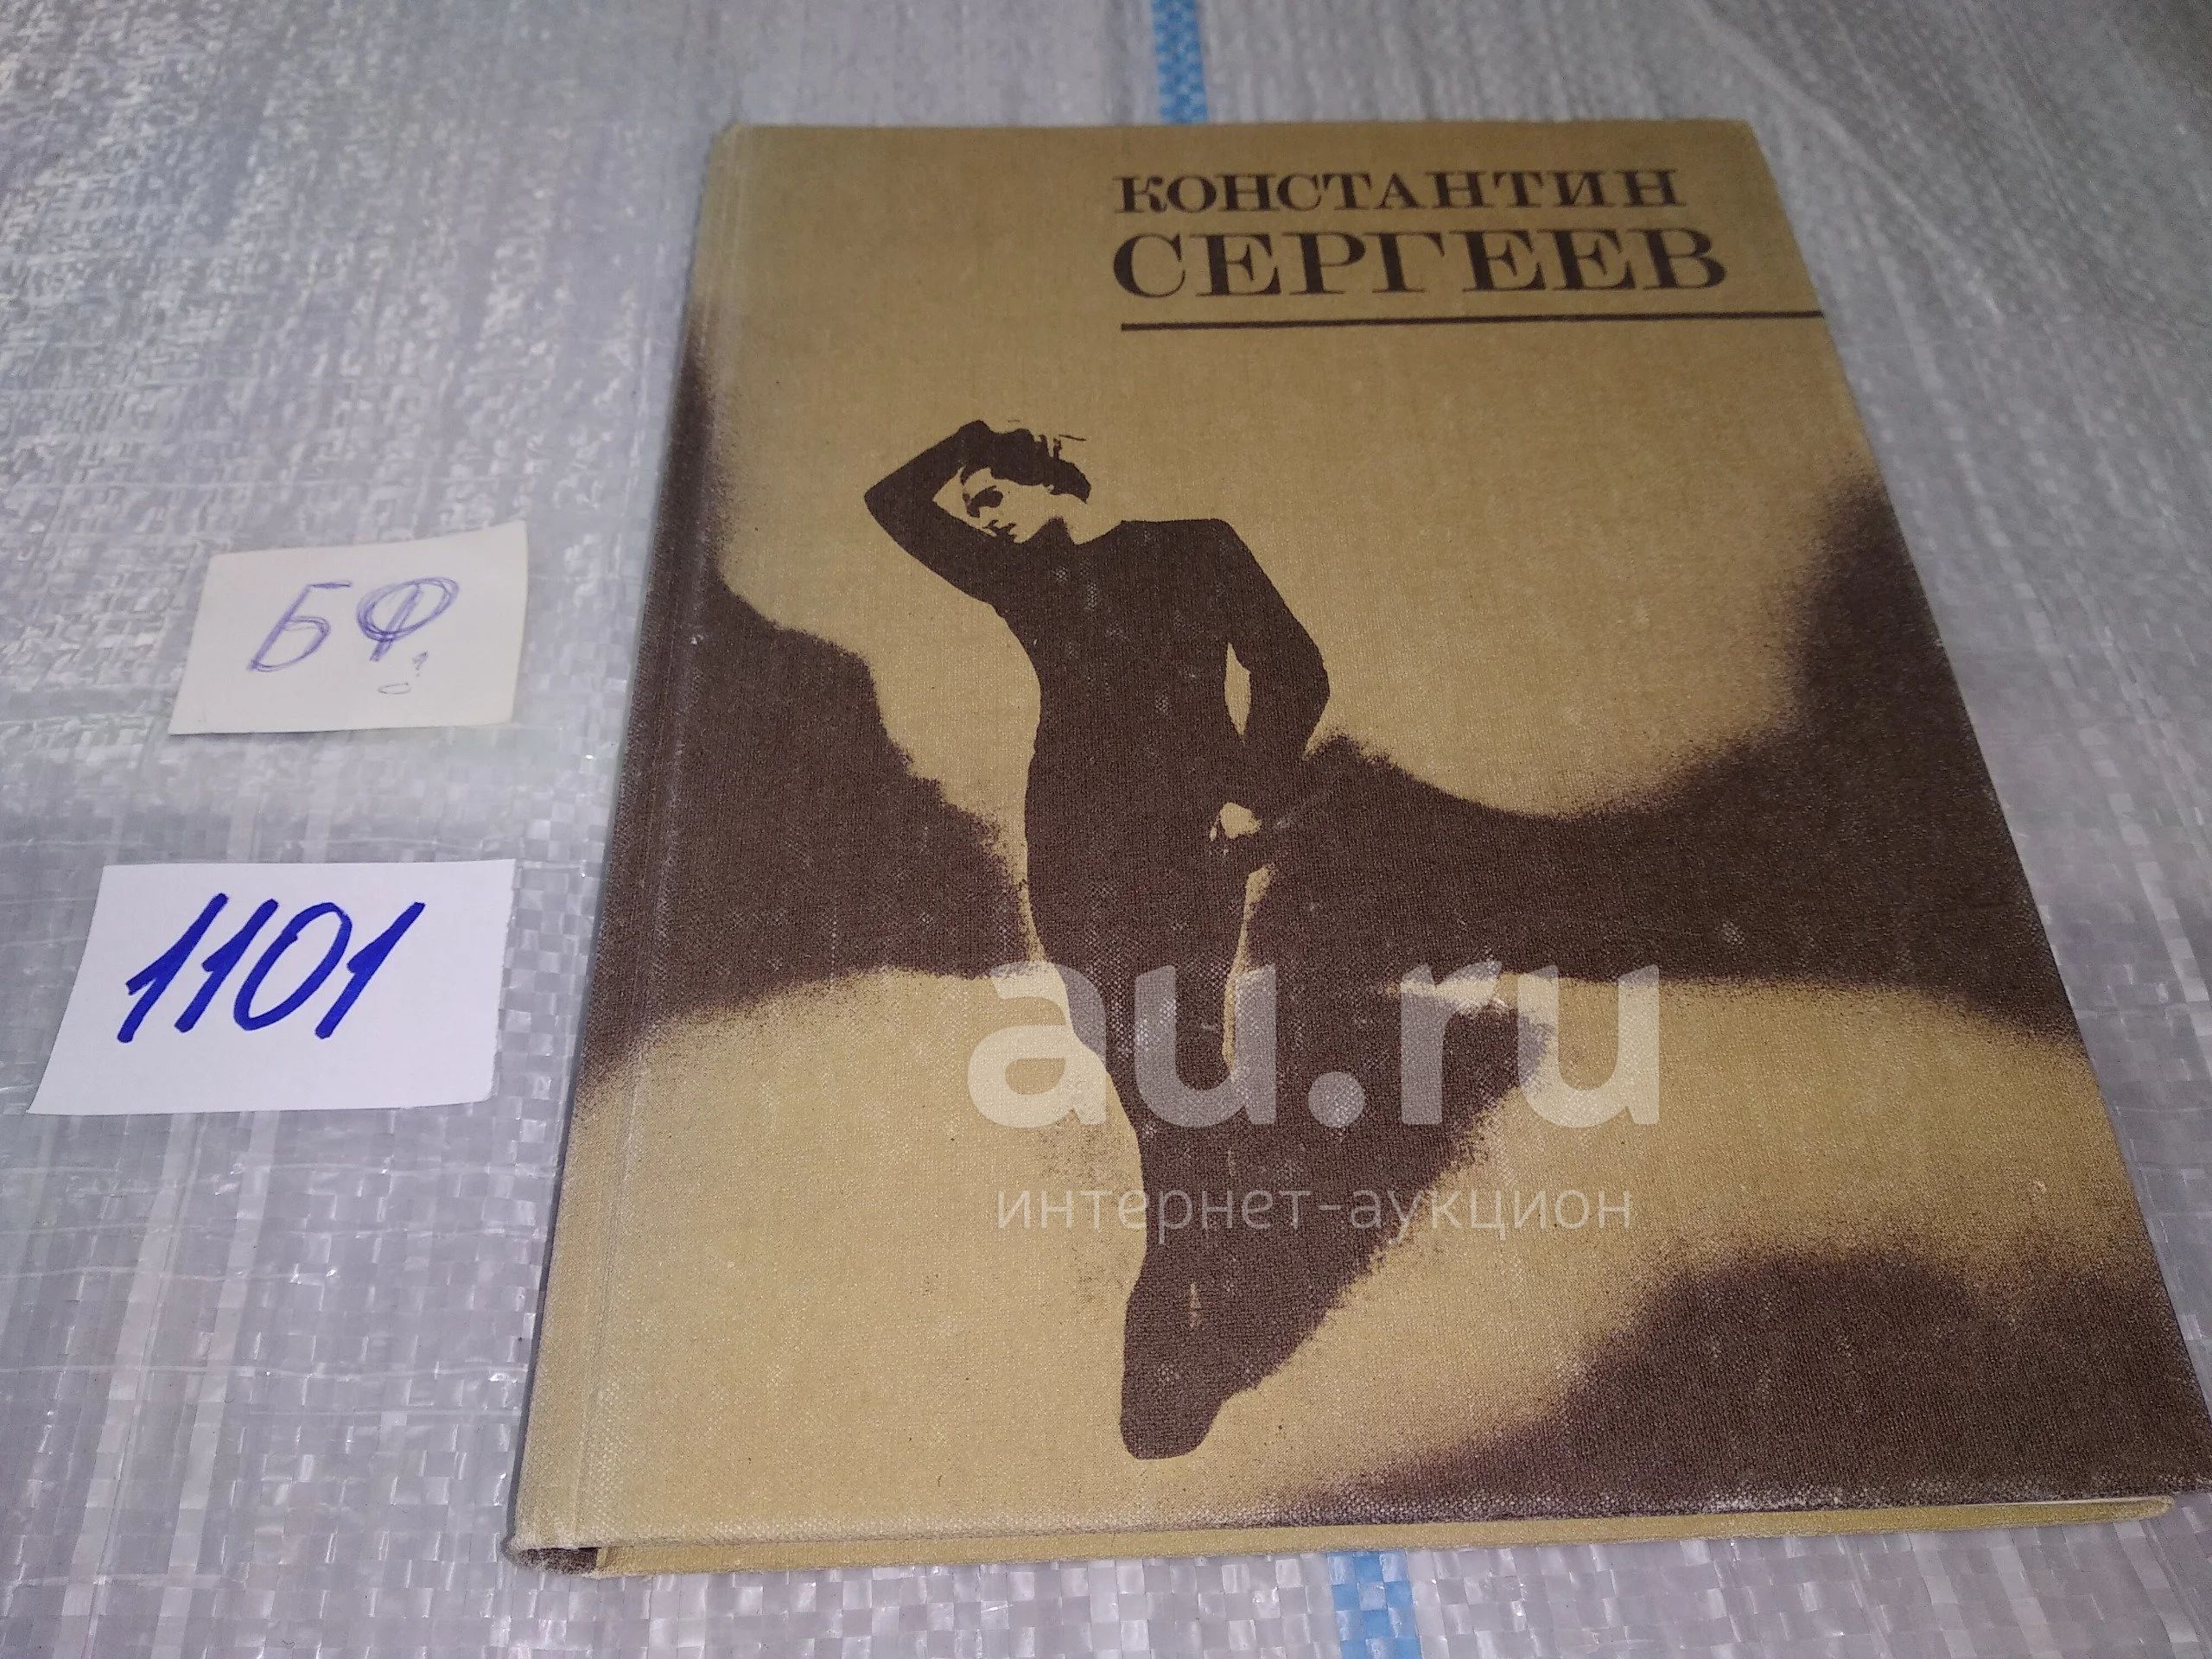 КОНСТАНТИН
СЕРГЕЕВ
БФ
1101
au.ru
интернет-аукцион